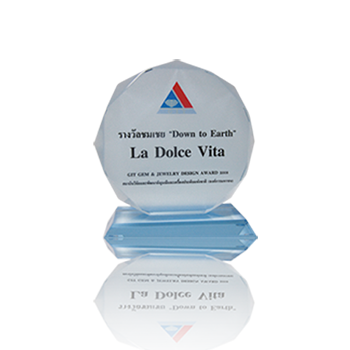 รางวัลชมเชย "Down to Earth"
La Dolce Vita
GIT GEM & JEWELRY DESIGN AWARD